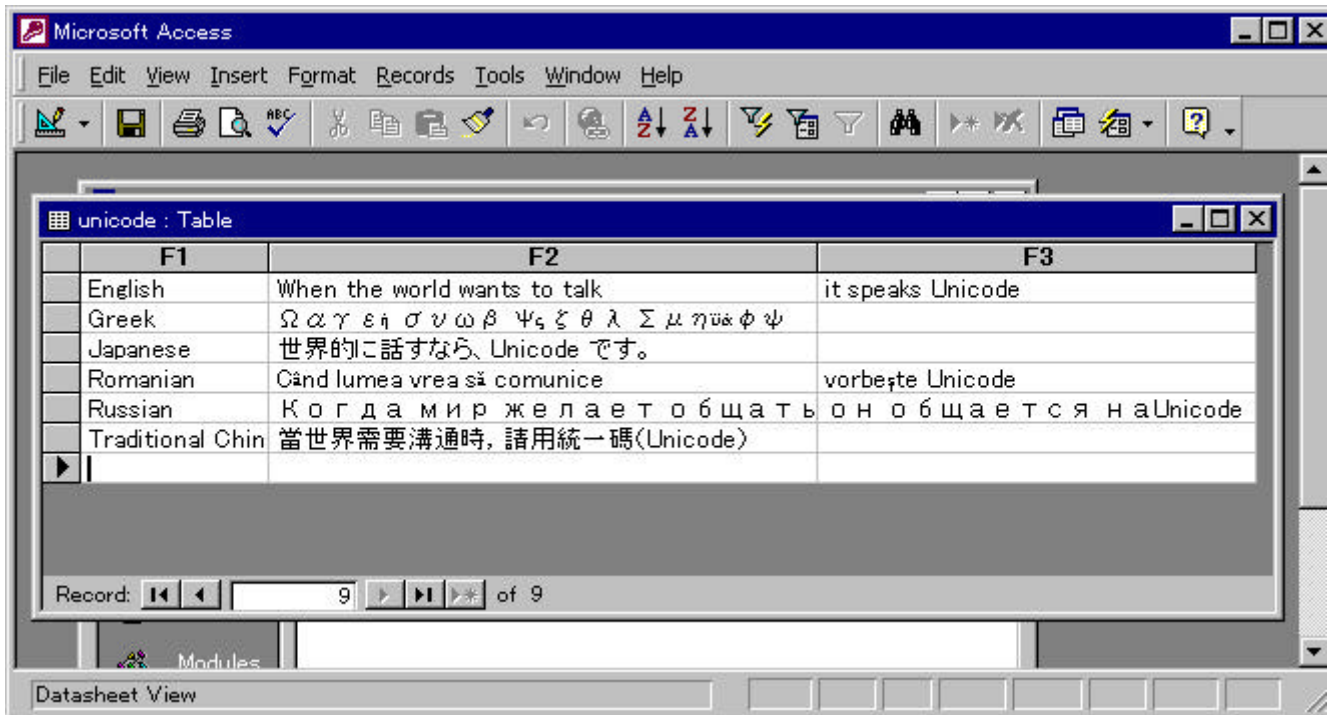 Microsoft Access
File Edit View Insert Format Records Tools Window Help
unicode : Table
F1 F2 F3
English When the world wants to talk it speaks Unicode
Greek Ω α γ ε ή σ υ ω β Ψ ς ζ θ λ Σ μ η ϋ ά φ ψ
Japanese 世界的に話すなら、Unicode です。
Romanian Când lumea vrea să comunice vorbeşte Unicode
Russian Когда мир желает общать он общается на Unicode
Traditional Chin 當世界需要溝通時，請用統一碼(Unicode)
Record: 9 of 9
Modules
Datasheet View